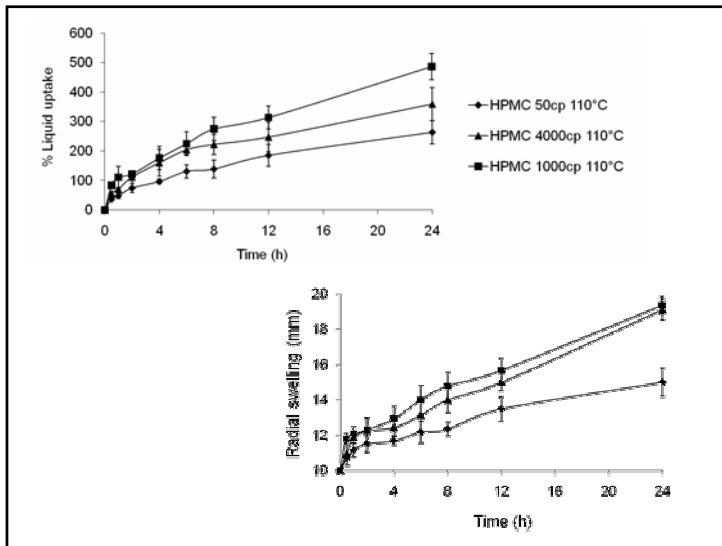 600
500
400
300
200
100
0
% Liquid uptake
0 4 8 12 16 20 24
Time (h)
HPMC 50cp 110°C
HPMC 4000cp 110°C
HPMC 1000cp 110°C
20
18
16
14
12
10
Radial swelling (mm)
0 4 8 12 16 20 24
Time (h)